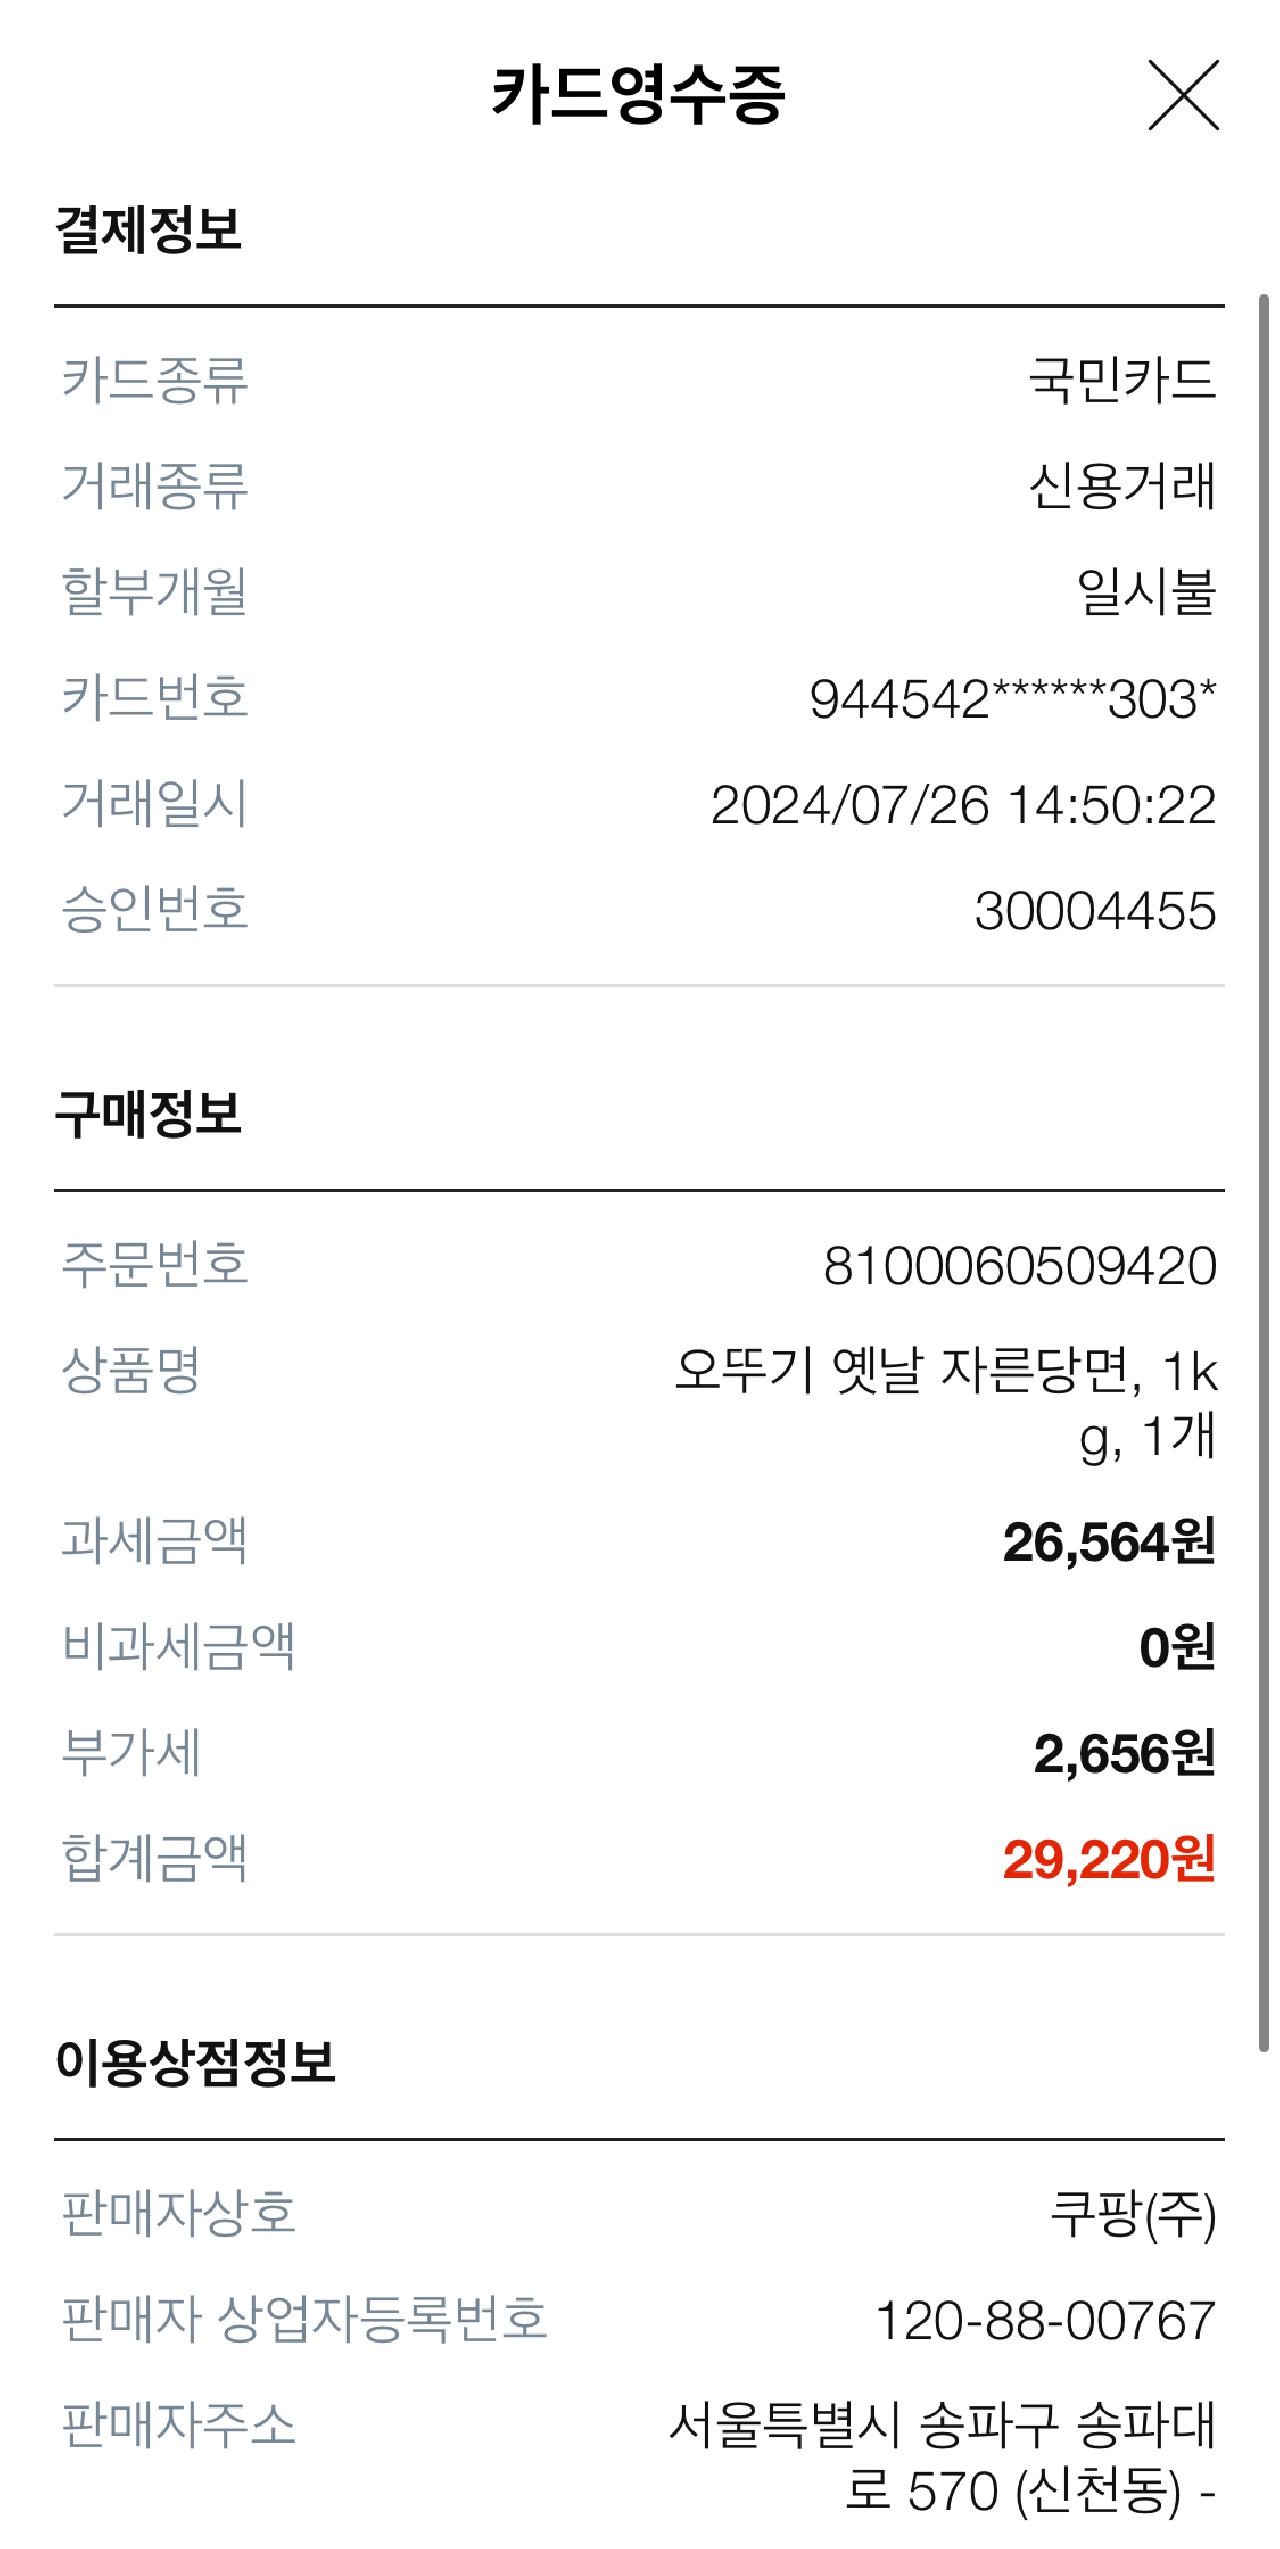 카드영수증
결제정보
카드종류 국민카드
거래종류 신용거래
할부개월 일시불
카드번호 944542******303*
거래일시 2024/07/26 14:50:22
승인번호 30004455
구매정보
주문번호 8100060509420
상품명 오뚜기 옛날 자른당면, 1k
g, 1개
과세금액 26,564원
비과세금액 0원
부가세 2,656원
합계금액 29,220원
이용상점정보
판매자상호 쿠팡(주)
판매자 상업자등록번호 120-88-00767
판매자주소 서울특별시 송파구 송파대
로 570 (신천동) -